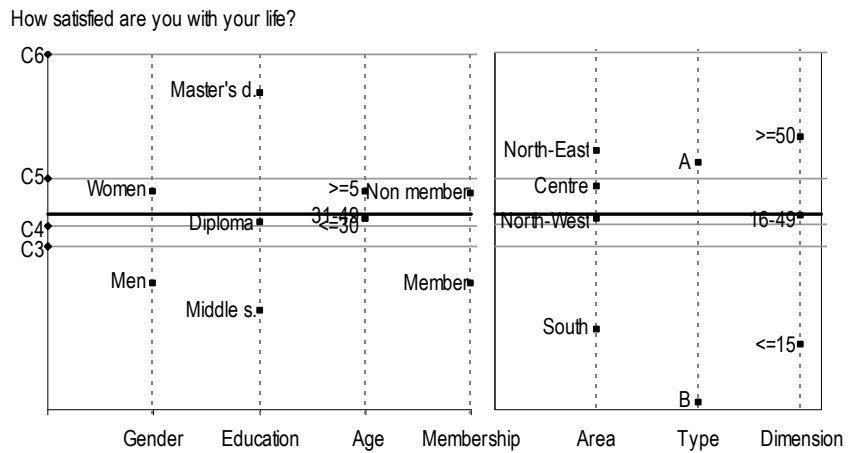 How satisfied are you with your life?
C6
Master's d.
>=50
North-East
A
C5
Women
>=5
Non member
Centre
31-49
C4
Diploma
<=30
North-West
16-49
C3
Men
Member
Middle s.
South
<=15
B
Gender Education Age Membership Area Type Dimension